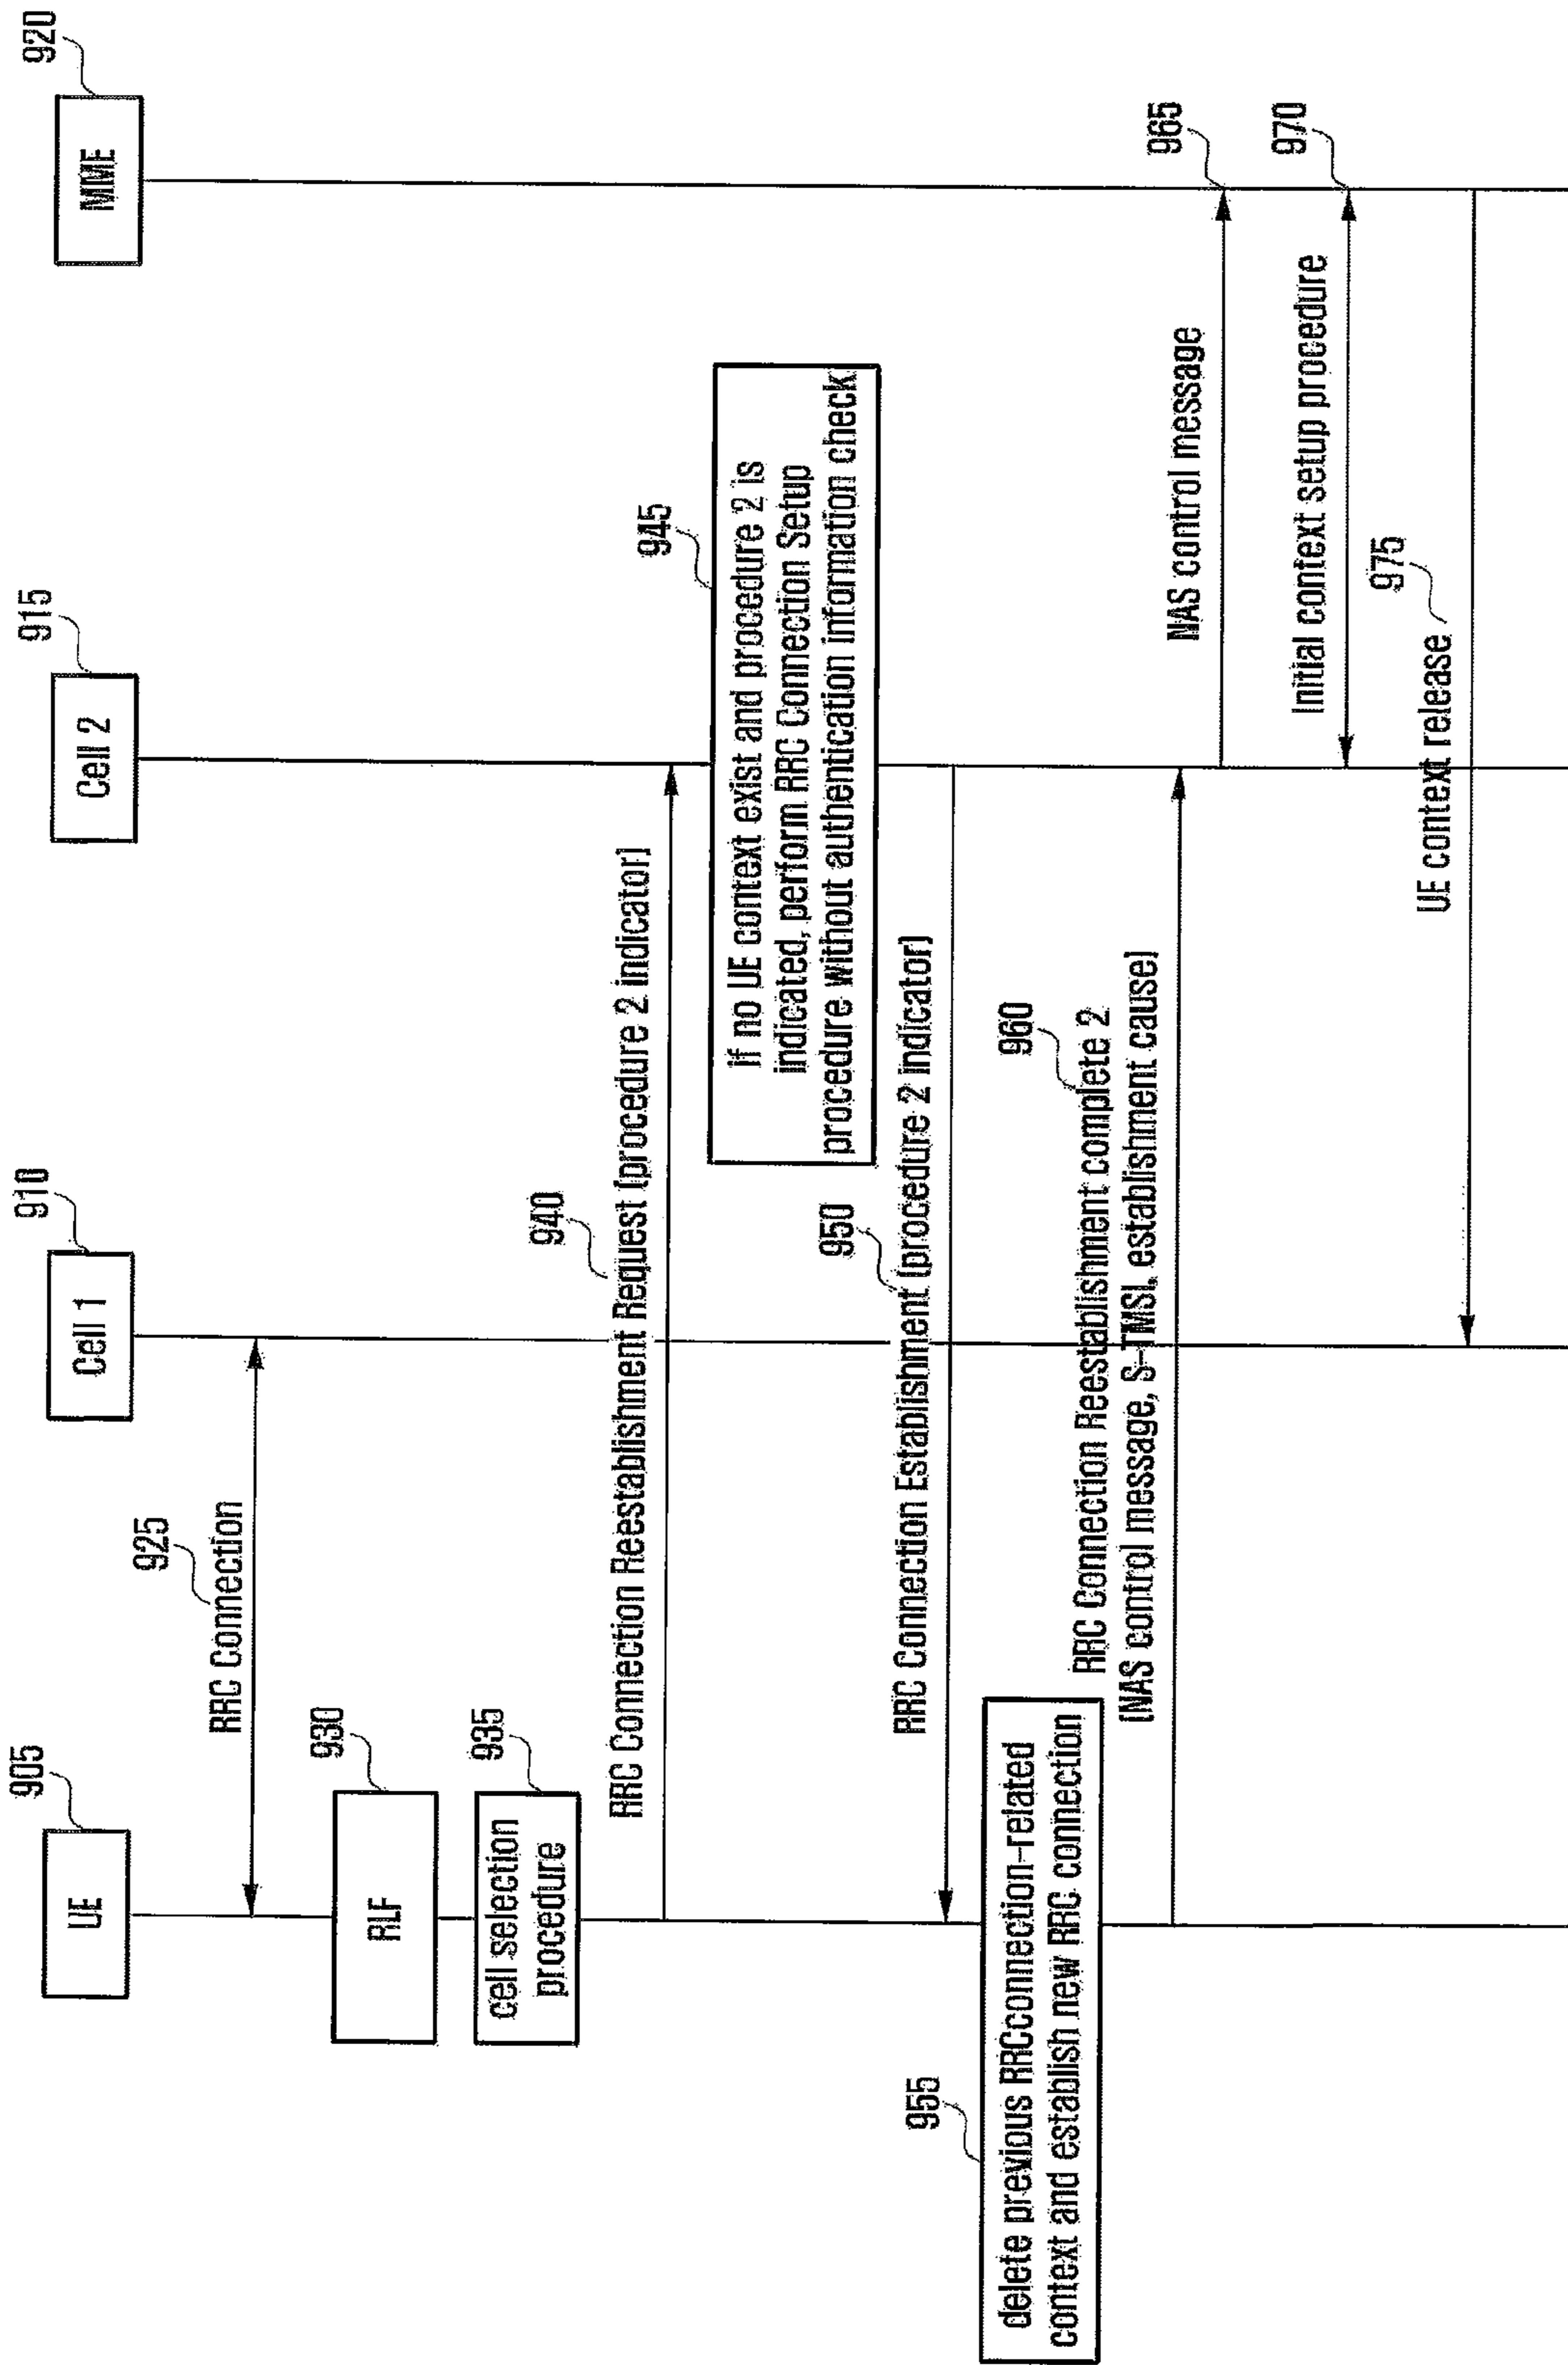 UE
905
Cell 1
910
Cell 2
915
MME
920
925
RRC Connection
RLF
930
cell selection
procedure
935
940
RRC Connection Reestablishment Request (procedure 2 indicator)
945
If no UE context exist and procedure 2 is
indicated, perform RRC Connection Setup
procedure without authentication information check
950
RRC Connection Establishment (procedure 2 indicator)
955
delete previous RRCconnection-related
context and establish new RRC connection
960
RRC Connection Reestablishment complete 2
(NAS control message, S-TMSI, establishment cause)
NAS control message
965
Initial context setup procedure
970
UE context release
975